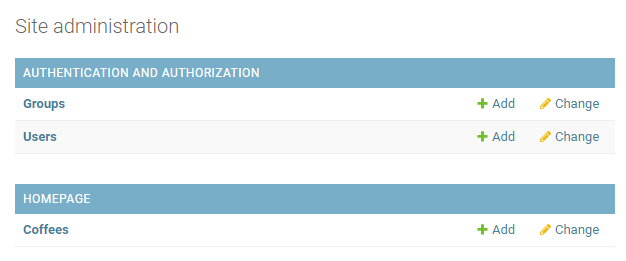 Site administration
AUTHENTICATION AND AUTHORIZATION
Groups Add Change
Users Add Change
HOMEPAGE
Coffees Add Change